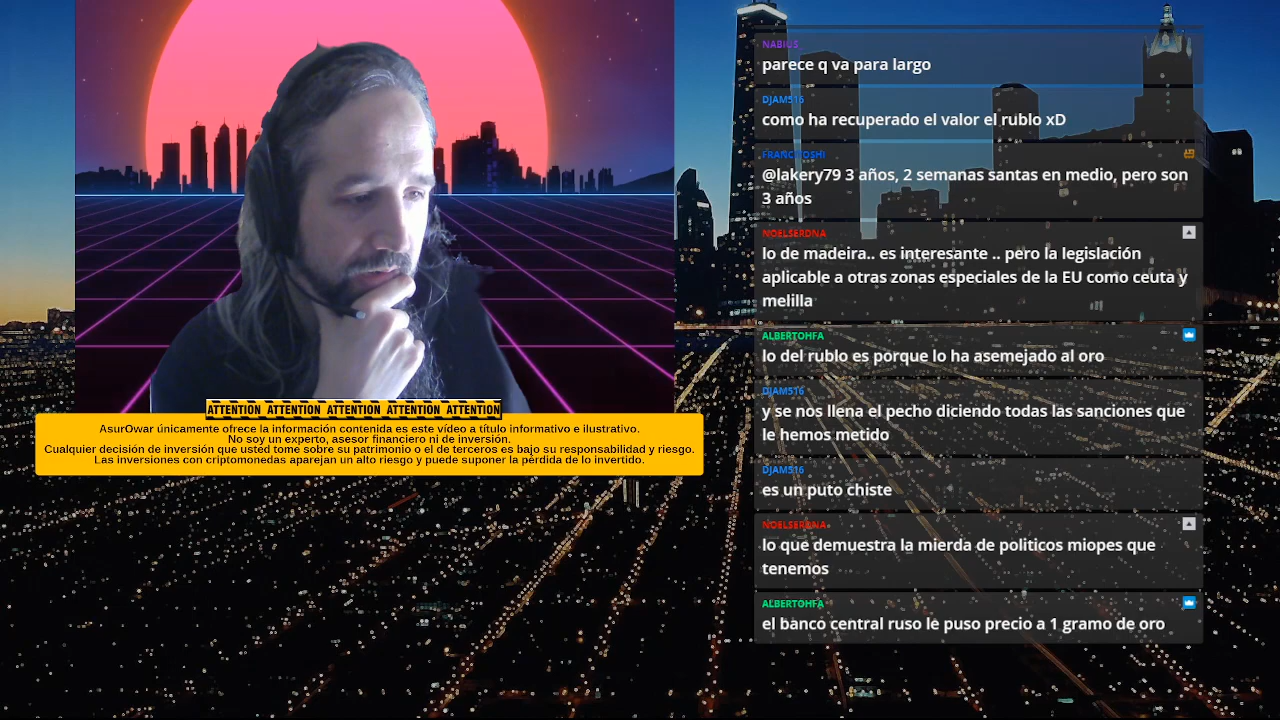 ATTENTION ATTENTION ATTENTION ATTENTION ATTENTION
AsurOwar únicamente ofrece la información contenida es este vídeo a título informativo e ilustrativo.
No soy un experto, asesor financiero ni de inversión.
Cualquier decisión de inversión que usted tome sobre su patrimonio o el de terceros es bajo su responsabilidad y riesgo.
Las inversiones con criptomonedas aparejan un alto riesgo y puede suponer la pérdida de lo invertido.
NABIUS
parece q va para largo
DJAM516
como ha recuperado el valor el rublo xD
@lakery79 3 años, 2 semanas santas en medio, pero son
3 años
NOELSERDNA
lo de madeira.. es interesante .. pero la legislación
aplicable a otras zonas especiales de la EU como ceuta y
melilla
ALBERTOHFA
lo del rublo es porque lo ha asemejado al oro
DJAM516
y se nos llena el pecho diciendo todas las sanciones que
le hemos metido
DJAM516
es un puto chiste
NOELSERDNA
lo que demuestra la mierda de politicos miopes que
tenemos
ALBERTOHFA
el banco central ruso le puso precio a 1 gramo de oro